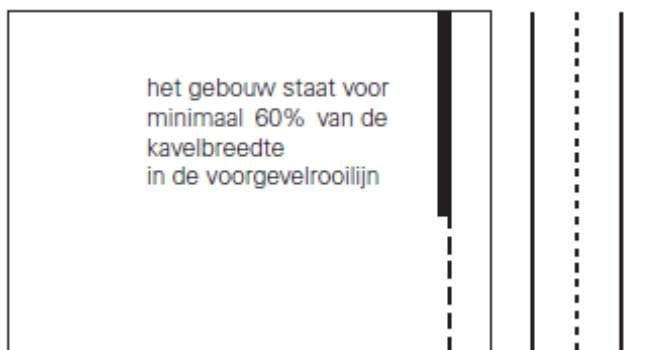 het gebouw staat voor
minimaal 60% van de
kavelbreedte
in de voorgevelrooilijn